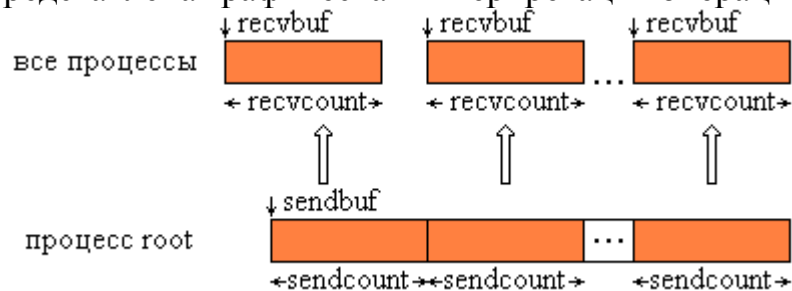 ↓ recvbuf ↓ recvbuf ↓ recvbuf
все процессы ...
← recvcount→ ← recvcount→ ← recvcount→
↓ sendbuf
процесс root ...
←sendcount→←sendcount→ ←sendcount→